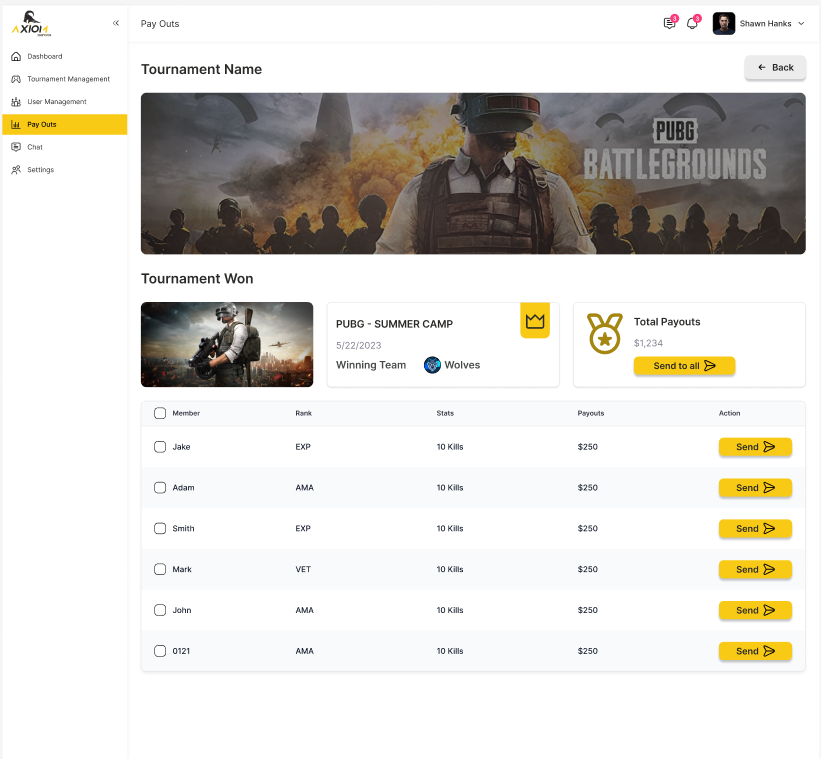 AXIO14
Pay Outs
3
3
Shawn Hanks
Dashboard
Tournament Management
User Management
Pay Outs
Chat
Settings
Tournament Name
Back
PUBG
BATTLEGROUNDS
Tournament Won
PUBG - SUMMER CAMP
5/22/2023
Winning Team Wolves
Total Payouts
$1,234
Send to all
Member Rank Stats Payouts Action
Jake EXP 10 Kills $250 Send
Adam AMA 10 Kills $250 Send
Smith EXP 10 Kills $250 Send
Mark VET 10 Kills $250 Send
John AMA 10 Kills $250 Send
0121 AMA 10 Kills $250 Send